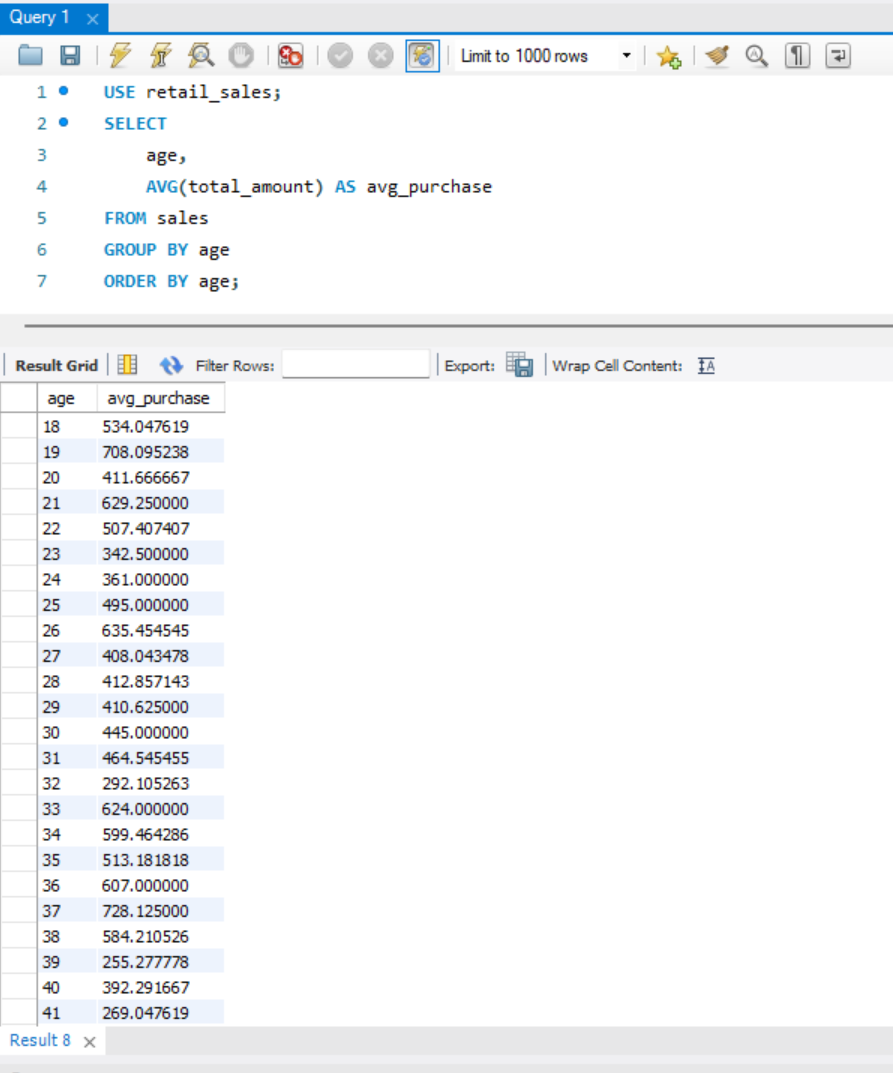 Query 1
Limit to 1000 rows
1 USE retail_sales;
2 SELECT
3 age,
4 AVG(total_amount) AS avg_purchase
5 FROM sales
6 GROUP BY age
7 ORDER BY age;
Result Grid Filter Rows: Export: Wrap Cell Content: IA
age avg_purchase
18 534.047619
19 708.095238
20 411.666667
21 629.250000
22 507.407407
23 342.500000
24 361.000000
25 495.000000
26 635.454545
27 408.043478
28 412.857143
29 410.625000
30 445.000000
31 464.545455
32 292.105263
33 624.000000
34 599.464286
35 513.181818
36 607.000000
37 728.125000
38 584.210526
39 255.277778
40 392.291667
41 269.047619
Result 8